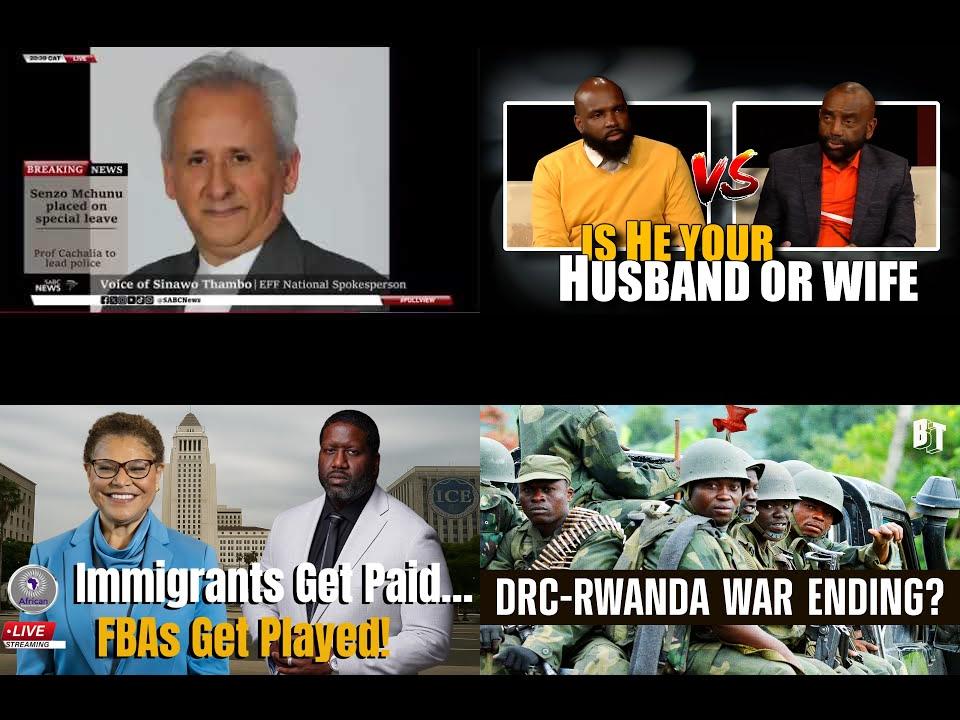 20:39 CAT LIVE
BREAKING NEWS
Senzo Mchunu
placed on
special leave
Prof Cachalia to
lead police
SABC
NEWS
Voice of Sinawo Thambo | EFF National Spokesperson
@SABCNews
#FULLVIEW
VS
IS HE YOUR
HUSBAND OR WIFE
ICE
African
Immigrants Get Paid...
FBAs Get Played!
•LIVE
STREAMING
BT
DRC-RWANDA WAR ENDING?